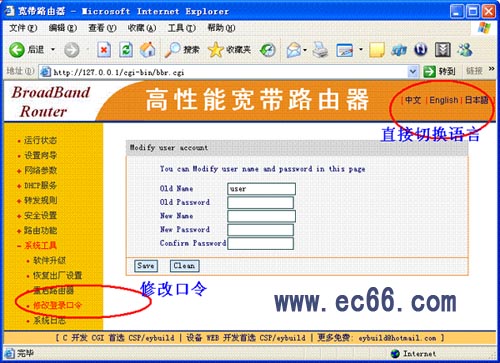 宽带路由器 - Microsoft Internet Explorer
文件(F) 编辑(E) 查看(V) 收藏(A) 工具(T) 帮助(H)
后退 搜索 收藏夹
地址(D) http://127.0.0.1/cgi-bin/bbr.cgi 转到 链接 »
BroadBand
Router
高性能宽带路由器
| 中文 | English | 日本語
直接切换语言
运行状态
设置向导
网络参数
DHCP服务
转发规则
安全设置
路由功能
系统工具
软件升级
恢复出厂设置
重启路由器
修改登录口令
系统日志
Modify user account
You can Modify user name and password in this page
Old Name user
Old Password
New Name
New Password
Confirm Password
Save Clean
修改口令
www.ec66.com
[ C 开发 CGI 首选 CSP/eybuild | 设备 WEB 开发首选 CSP/eybuild | 更多免费: eybuild@hotmail.com ]
完毕 Internet